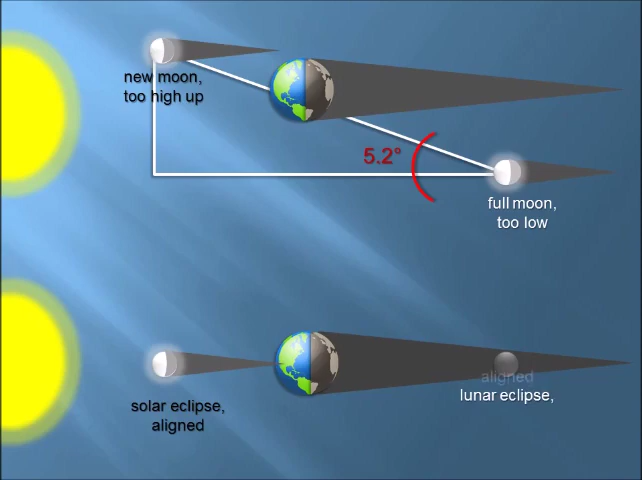 new moon,
too high up
5.2°
full moon,
too low
solar eclipse,
aligned
aligned
lunar eclipse,